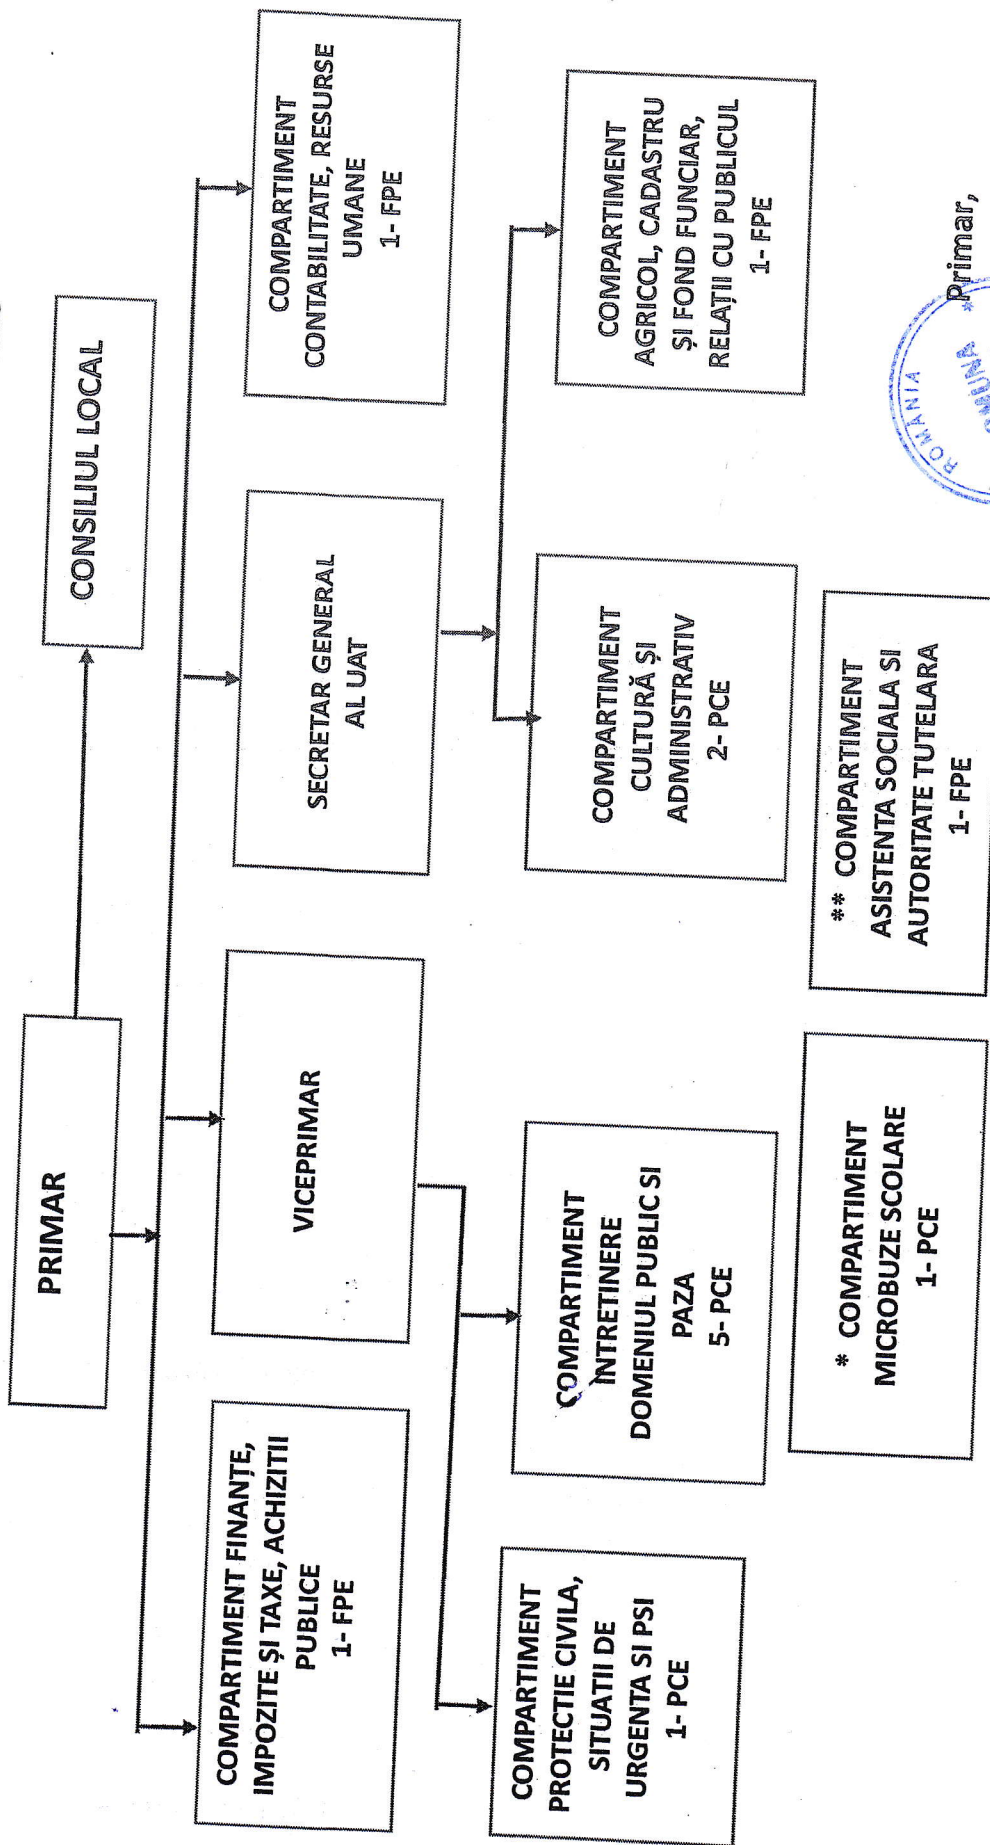 PRIMAR
CONSILIUL LOCAL
COMPARTIMENT FINANȚE,
IMPOZITE ȘI TAXE, ACHIZITII
PUBLICE
1- FPE
VICEPRIMAR
SECRETAR GENERAL
AL UAT
COMPARTIMENT
CONTABILITATE, RESURSE
UMANE
1- FPE
COMPARTIMENT
PROTECTIE CIVILA,
SITUATII DE
URGENTA SI PSI
1- PCE
COMPARTIMENT
INTRETINERE
DOMENIUL PUBLIC SI
PAZA
5- PCE
COMPARTIMENT
CULTURĂ ȘI
ADMINISTRATIV
2- PCE
COMPARTIMENT
AGRICOL, CADASTRU
ȘI FOND FUNCIAR,
RELAȚII CU PUBLICUL
1- FPE
* COMPARTIMENT
MICROBUZE SCOLARE
1- PCE
** COMPARTIMENT
ASISTENTA SOCIALA SI
AUTORITATE TUTELARA
1- FPE
Primar,
ROMÂNIA *